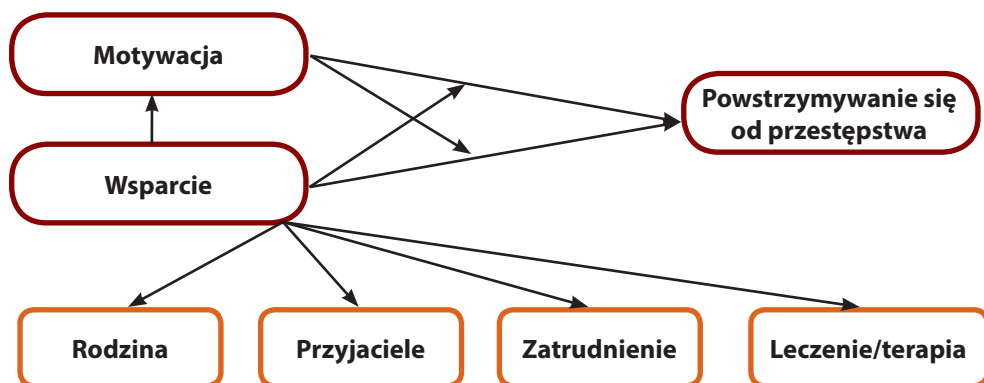 Motywacja
Powstrzymywanie się
od przestępstwa
Wsparcie
Rodzina
Przyjaciele
Zatrudnienie
Leczenie/terapia